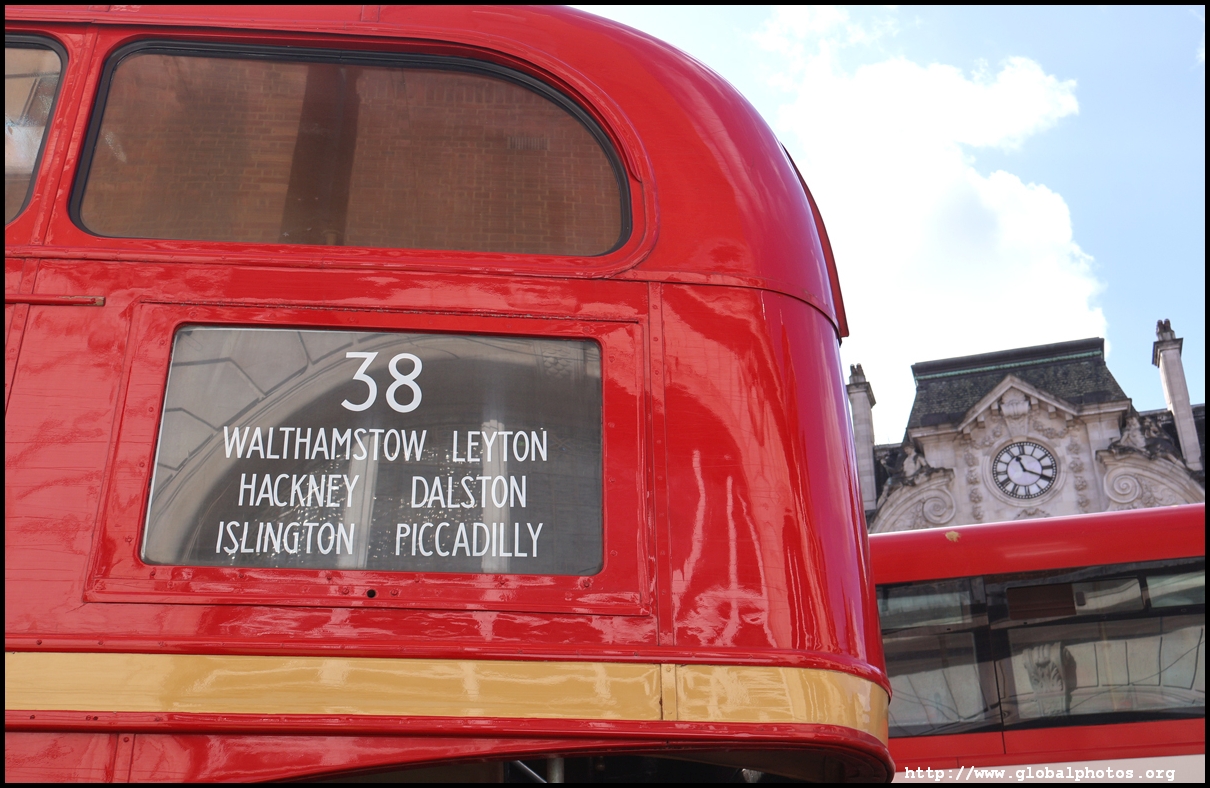 38
WALTHAMSTOW LEYTON
HACKNEY DALSTON
ISLINGTON PICCADILLY
http://www.globalphotos.org